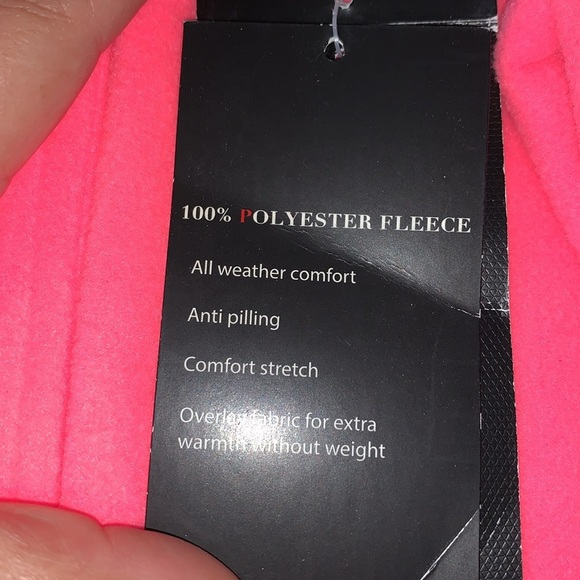 100% POLYESTER FLEECE
All weather comfort
Anti pilling
Comfort stretch
Overlay fabric for extra
warmth without weight